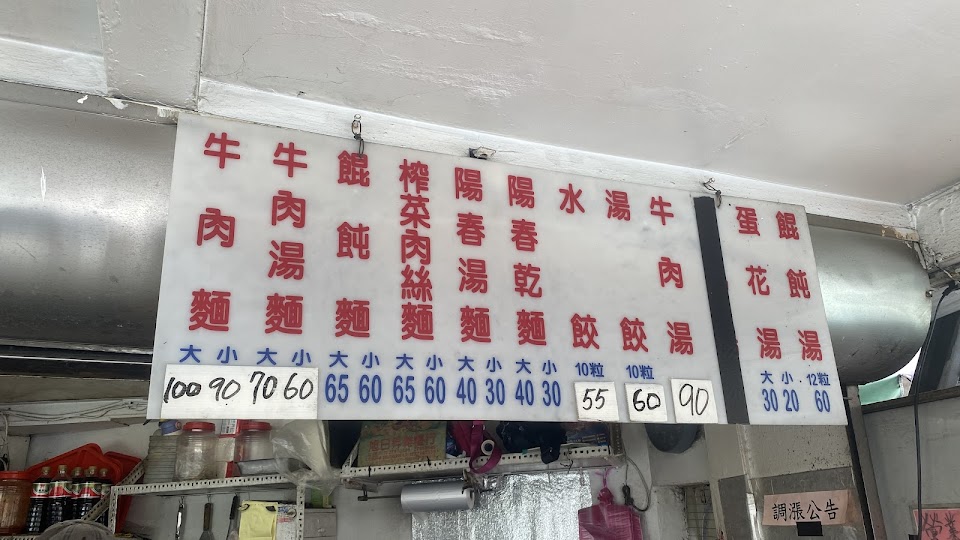 牛肉麵
大 小
100 90
牛肉湯麵
大 小
70 60
餛飩麵
大 小
65 60
榨菜肉絲麵
大 小
65 60
陽春湯麵
大 小
40 30
陽春乾麵
大 小
40 30
水餃
10粒
55
湯餃
10粒
60
牛肉湯
90
蛋花湯
大 小
30 20
餛飩湯
12粒
60
調漲公告